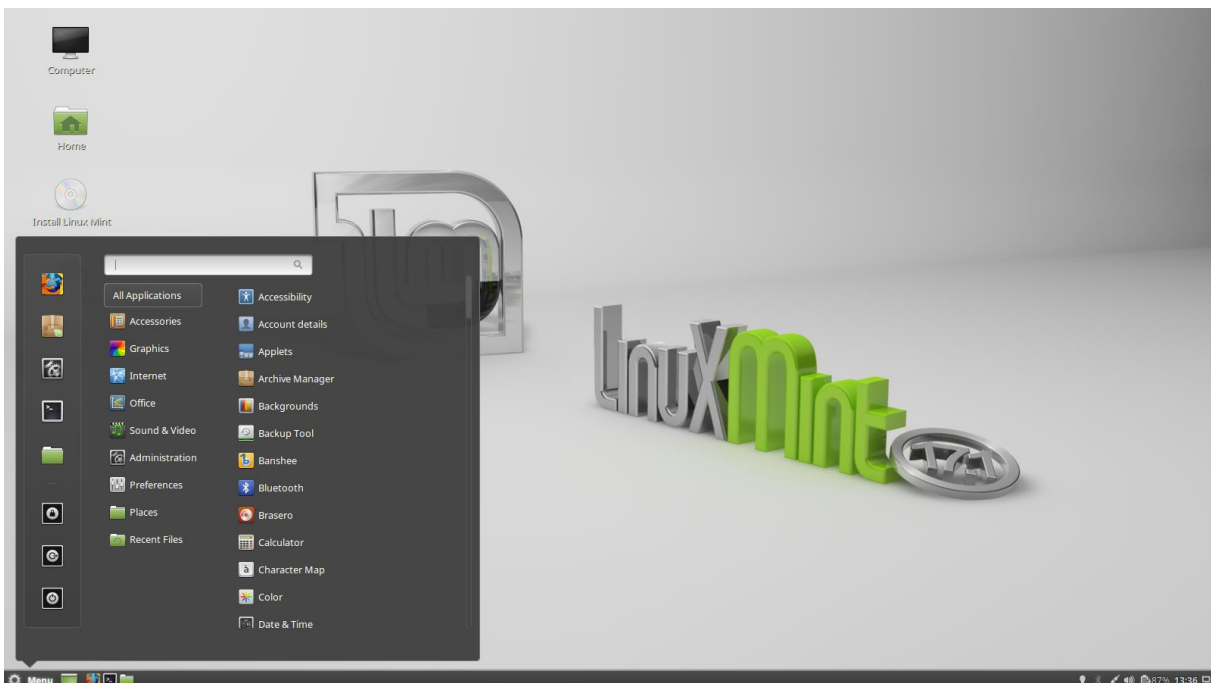 Computer
Home
Install Linux Mint
All Applications
Accessories
Graphics
Internet
Office
Sound & Video
Administration
Preferences
Places
Recent Files
Accessibility
Account details
Applets
Archive Manager
Backgrounds
Backup Tool
Banshee
Bluetooth
Brasero
Calculator
Character Map
Color
Date & Time
LinuxMint
17.1
Menu
87% 13:36